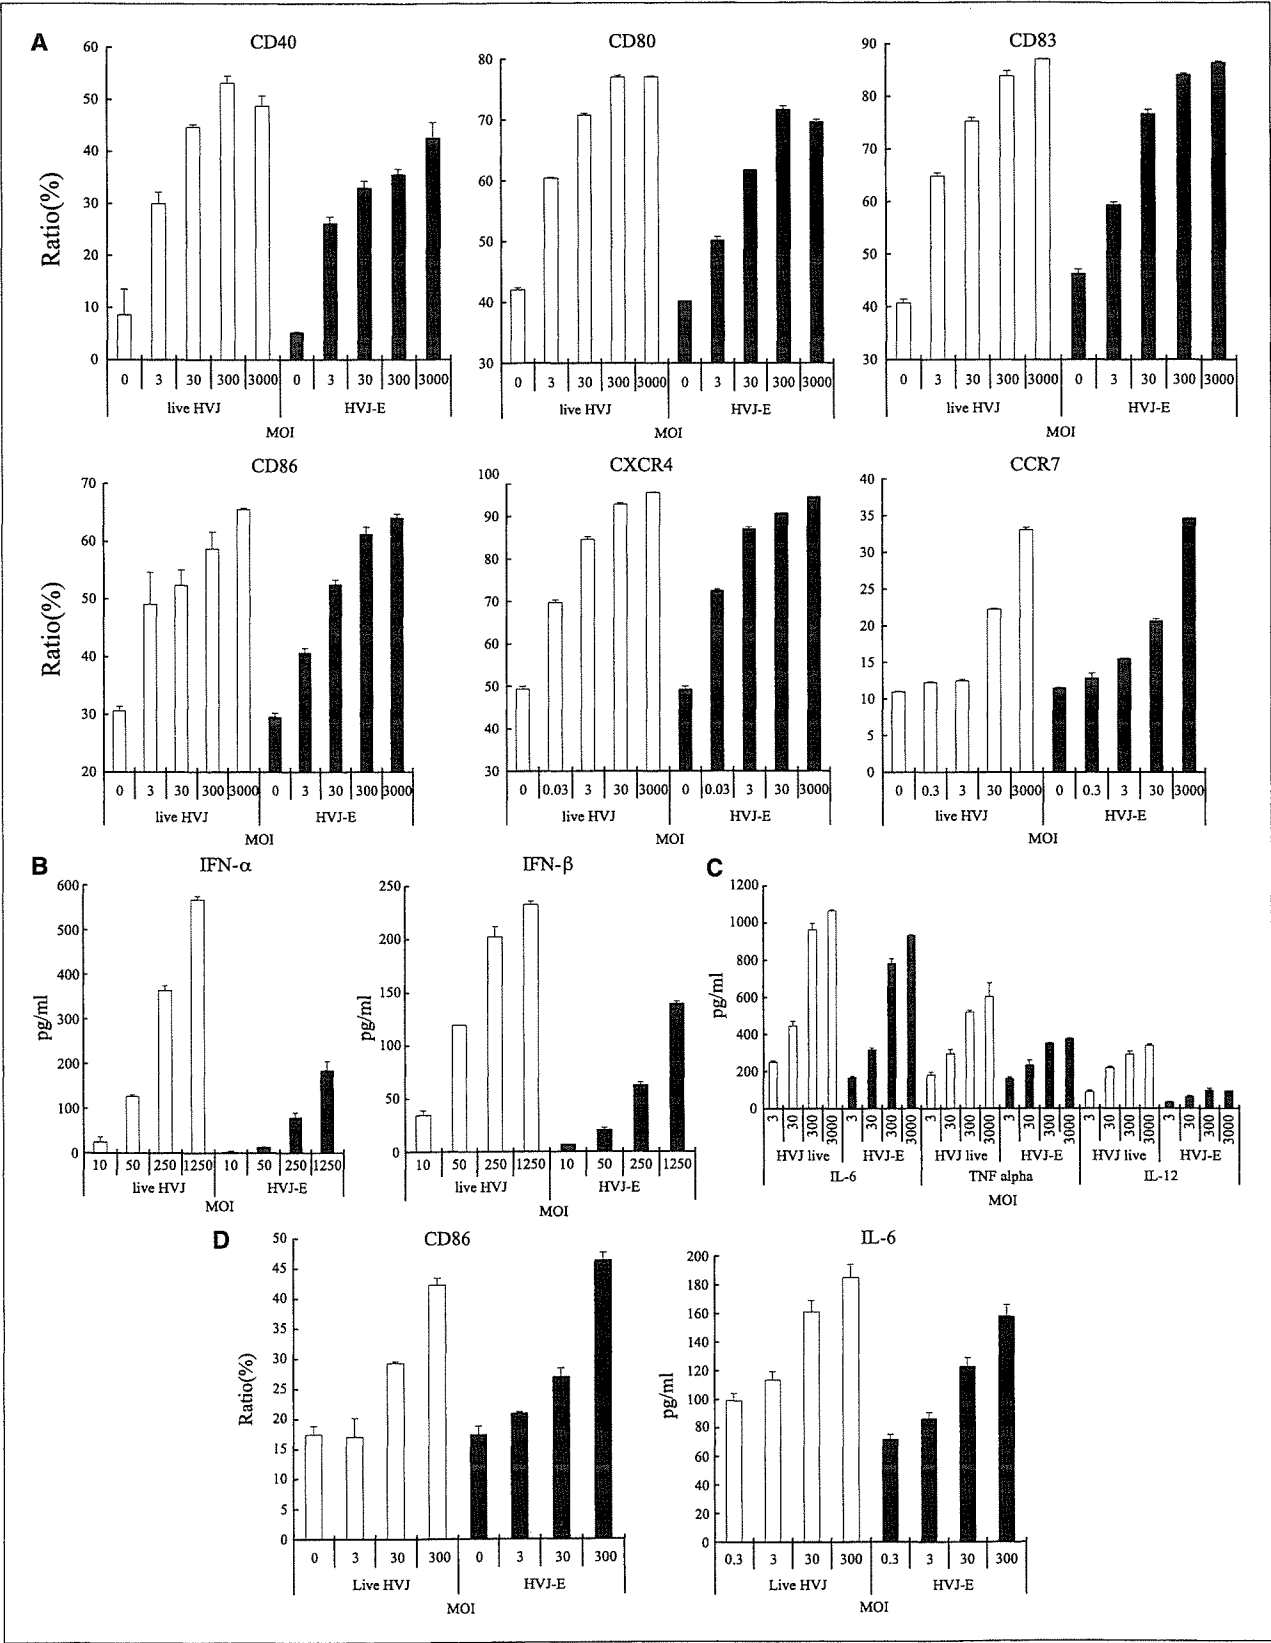 A
CD40
Ratio(%)
60
50
40
30
20
10
0
0 3 30 300 3000 0 3 30 300 3000
live HVJ HVJ-E
MOI
CD80
80
70
60
50
40
30
0 3 30 300 3000 0 3 30 300 3000
live HVJ HVJ-E
MOI
CD83
90
80
70
60
50
40
30
0 3 30 300 3000 0 3 30 300 3000
live HVJ HVJ-E
MOI
CD86
Ratio(%)
70
60
50
40
30
20
0 3 30 300 3000 0 3 30 300 3000
live HVJ HVJ-E
MOI
CXCR4
100
90
80
70
60
50
40
30
0 0.03 3 30 3000 0 0.03 3 30 3000
live HVJ HVJ-E
MOI
CCR7
40
35
30
25
20
15
10
5
0
0 0.3 3 30 3000 0 0.3 3 30 3000
live HVJ HVJ-E
MOI
B
IFN-α
pg/ml
600
500
400
300
200
100
0
10 50 250 1250 10 50 250 1250
live HVJ HVJ-E
MOI
IFN-β
pg/ml
250
200
150
100
50
0
10 50 250 1250 10 50 250 1250
live HVJ HVJ-E
MOI
C
pg/ml
1200
1000
800
600
400
200
0
3 30 300 3000 3 30 300 3000 3 30 300 3000 3 30 300 3000 3 30 300 3000 3 30 300 3000
HVJ live HVJ-E HVJ live HVJ-E HVJ live HVJ-E
IL-6 TNF alpha IL-12
MOI
D
CD86
Ratio(%)
50
45
40
35
30
25
20
15
10
5
0
0 3 30 300 0 3 30 300
Live HVJ HVJ-E
MOI
IL-6
pg/ml
200
180
160
140
120
100
80
60
40
20
0
0.3 3 30 300 0.3 3 30 300
Live HVJ HVJ-E
MOI